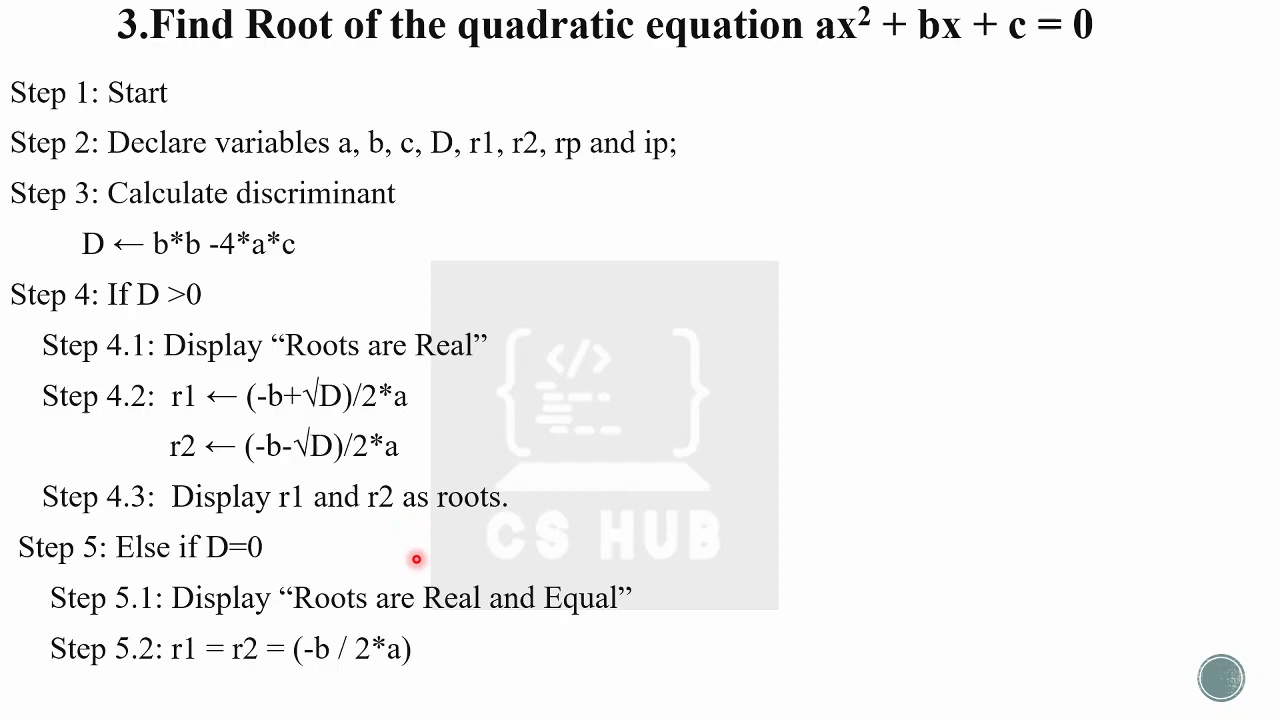 3.Find Root of the quadratic equation ax² + bx + c = 0
Step 1: Start
Step 2: Declare variables a, b, c, D, r1, r2, rp and ip;
Step 3: Calculate discriminant
D ← b*b -4*a*c
Step 4: If D >0
Step 4.1: Display “Roots are Real”
Step 4.2: r1 ← (-b+√D)/2*a
r2 ← (-b-√D)/2*a
Step 4.3: Display r1 and r2 as roots.
Step 5: Else if D=0
Step 5.1: Display “Roots are Real and Equal”
Step 5.2: r1 = r2 = (-b / 2*a)
</>
CS HUB